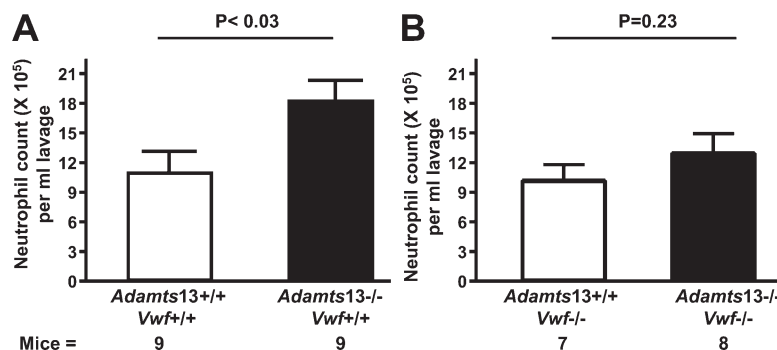 A
P< 0.03
Neutrophil count (X 10⁵)
per ml lavage
21
18
15
12
9
6
3
0
Adamts13+/+
Vwf+/+
Adamts13-/-
Vwf+/+
Mice =
9
9
B
P=0.23
Neutrophil count (X 10⁵)
per ml lavage
21
18
15
12
9
6
3
0
Adamts13+/+
Vwf-/-
Adamts13-/-
Vwf-/-
7
8